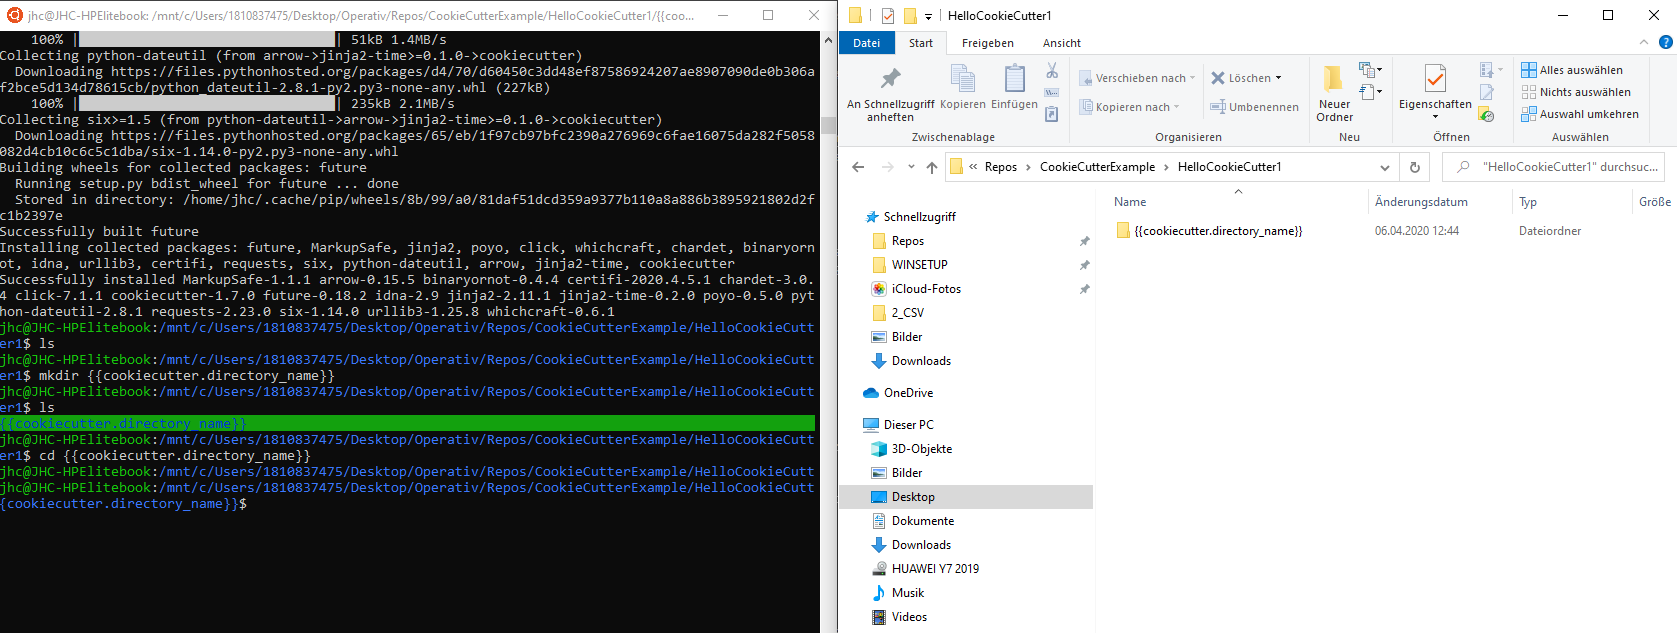 jhc@JHC-HPElitebook: /mnt/c/Users/1810837475/Desktop/Operativ/Repos/CookieCutterExample/HelloCookieCutter1/{{coo...
100% |████████████████████████████████| 51kB 1.4MB/s
Collecting python-dateutil (from arrow->jinja2-time>=0.1.0->cookiecutter)
Downloading https://files.pythonhosted.org/packages/d4/70/d60450c3dd48ef87586924207ae8907090de0b306a
f2bce5d134d78615cb/python_dateutil-2.8.1-py2.py3-none-any.whl (227kB)
100% |████████████████████████████████| 235kB 2.1MB/s
Collecting six>=1.5 (from python-dateutil->arrow->jinja2-time>=0.1.0->cookiecutter)
Downloading https://files.pythonhosted.org/packages/65/eb/1f97cb97bfc2390a276969c6fae16075da282f5058
082d4cb10c6c5c1dba/six-1.14.0-py2.py3-none-any.whl
Building wheels for collected packages: future
Running setup.py bdist_wheel for future ... done
Stored in directory: /home/jhc/.cache/pip/wheels/8b/99/a0/81daf51dcd359a9377b110a8a886b3895921802d2f
c1b2397e
Successfully built future
Installing collected packages: future, MarkupSafe, jinja2, poyo, click, whichcraft, chardet, binaryorn
ot, idna, urllib3, certifi, requests, six, python-dateutil, arrow, jinja2-time, cookiecutter
Successfully installed MarkupSafe-1.1.1 arrow-0.15.5 binaryornot-0.4.4 certifi-2020.4.5.1 chardet-3.0.
4 click-7.1.1 cookiecutter-1.7.0 future-0.18.2 idna-2.9 jinja2-2.11.1 jinja2-time-0.2.0 poyo-0.5.0 pyt
hon-dateutil-2.8.1 requests-2.23.0 six-1.14.0 urllib3-1.25.8 whichcraft-0.6.1
jhc@JHC-HPElitebook:/mnt/c/Users/1810837475/Desktop/Operativ/Repos/CookieCutterExample/HelloCookieCutt
er1$ ls
jhc@JHC-HPElitebook:/mnt/c/Users/1810837475/Desktop/Operativ/Repos/CookieCutterExample/HelloCookieCutt
er1$ mkdir {{cookiecutter.directory_name}}
jhc@JHC-HPElitebook:/mnt/c/Users/1810837475/Desktop/Operativ/Repos/CookieCutterExample/HelloCookieCutt
er1$ ls
{{cookiecutter.directory_name}}
jhc@JHC-HPElitebook:/mnt/c/Users/1810837475/Desktop/Operativ/Repos/CookieCutterExample/HelloCookieCutt
er1$ cd {{cookiecutter.directory_name}}
jhc@JHC-HPElitebook:/mnt/c/Users/1810837475/Desktop/Operativ/Repos/CookieCutterExample/HelloCookieCutt
jhc@JHC-HPElitebook:/mnt/c/Users/1810837475/Desktop/Operativ/Repos/CookieCutterExample/HelloCookieCutt
{cookiecutter.directory_name}}$
HelloCookieCutter1
Datei Start Freigeben Ansicht
An Schnellzugriff anheften
Kopieren
Einfügen
Zwischenablage
Verschieben nach
Kopieren nach
Löschen
Umbenennen
Organisieren
Neuer Ordner
Neu
Eigenschaften
Öffnen
Alles auswählen
Nichts auswählen
Auswahl umkehren
Auswählen
« Repos › CookieCutterExample › HelloCookieCutter1
"HelloCookieCutter1" durchsuc...
Schnellzugriff
Repos
WINSETUP
iCloud-Fotos
2_CSV
Bilder
Downloads
OneDrive
Dieser PC
3D-Objekte
Bilder
Desktop
Dokumente
Downloads
HUAWEI Y7 2019
Musik
Videos
Name Änderungsdatum Typ Größe
{{cookiecutter.directory_name}} 06.04.2020 12:44 Dateiordner